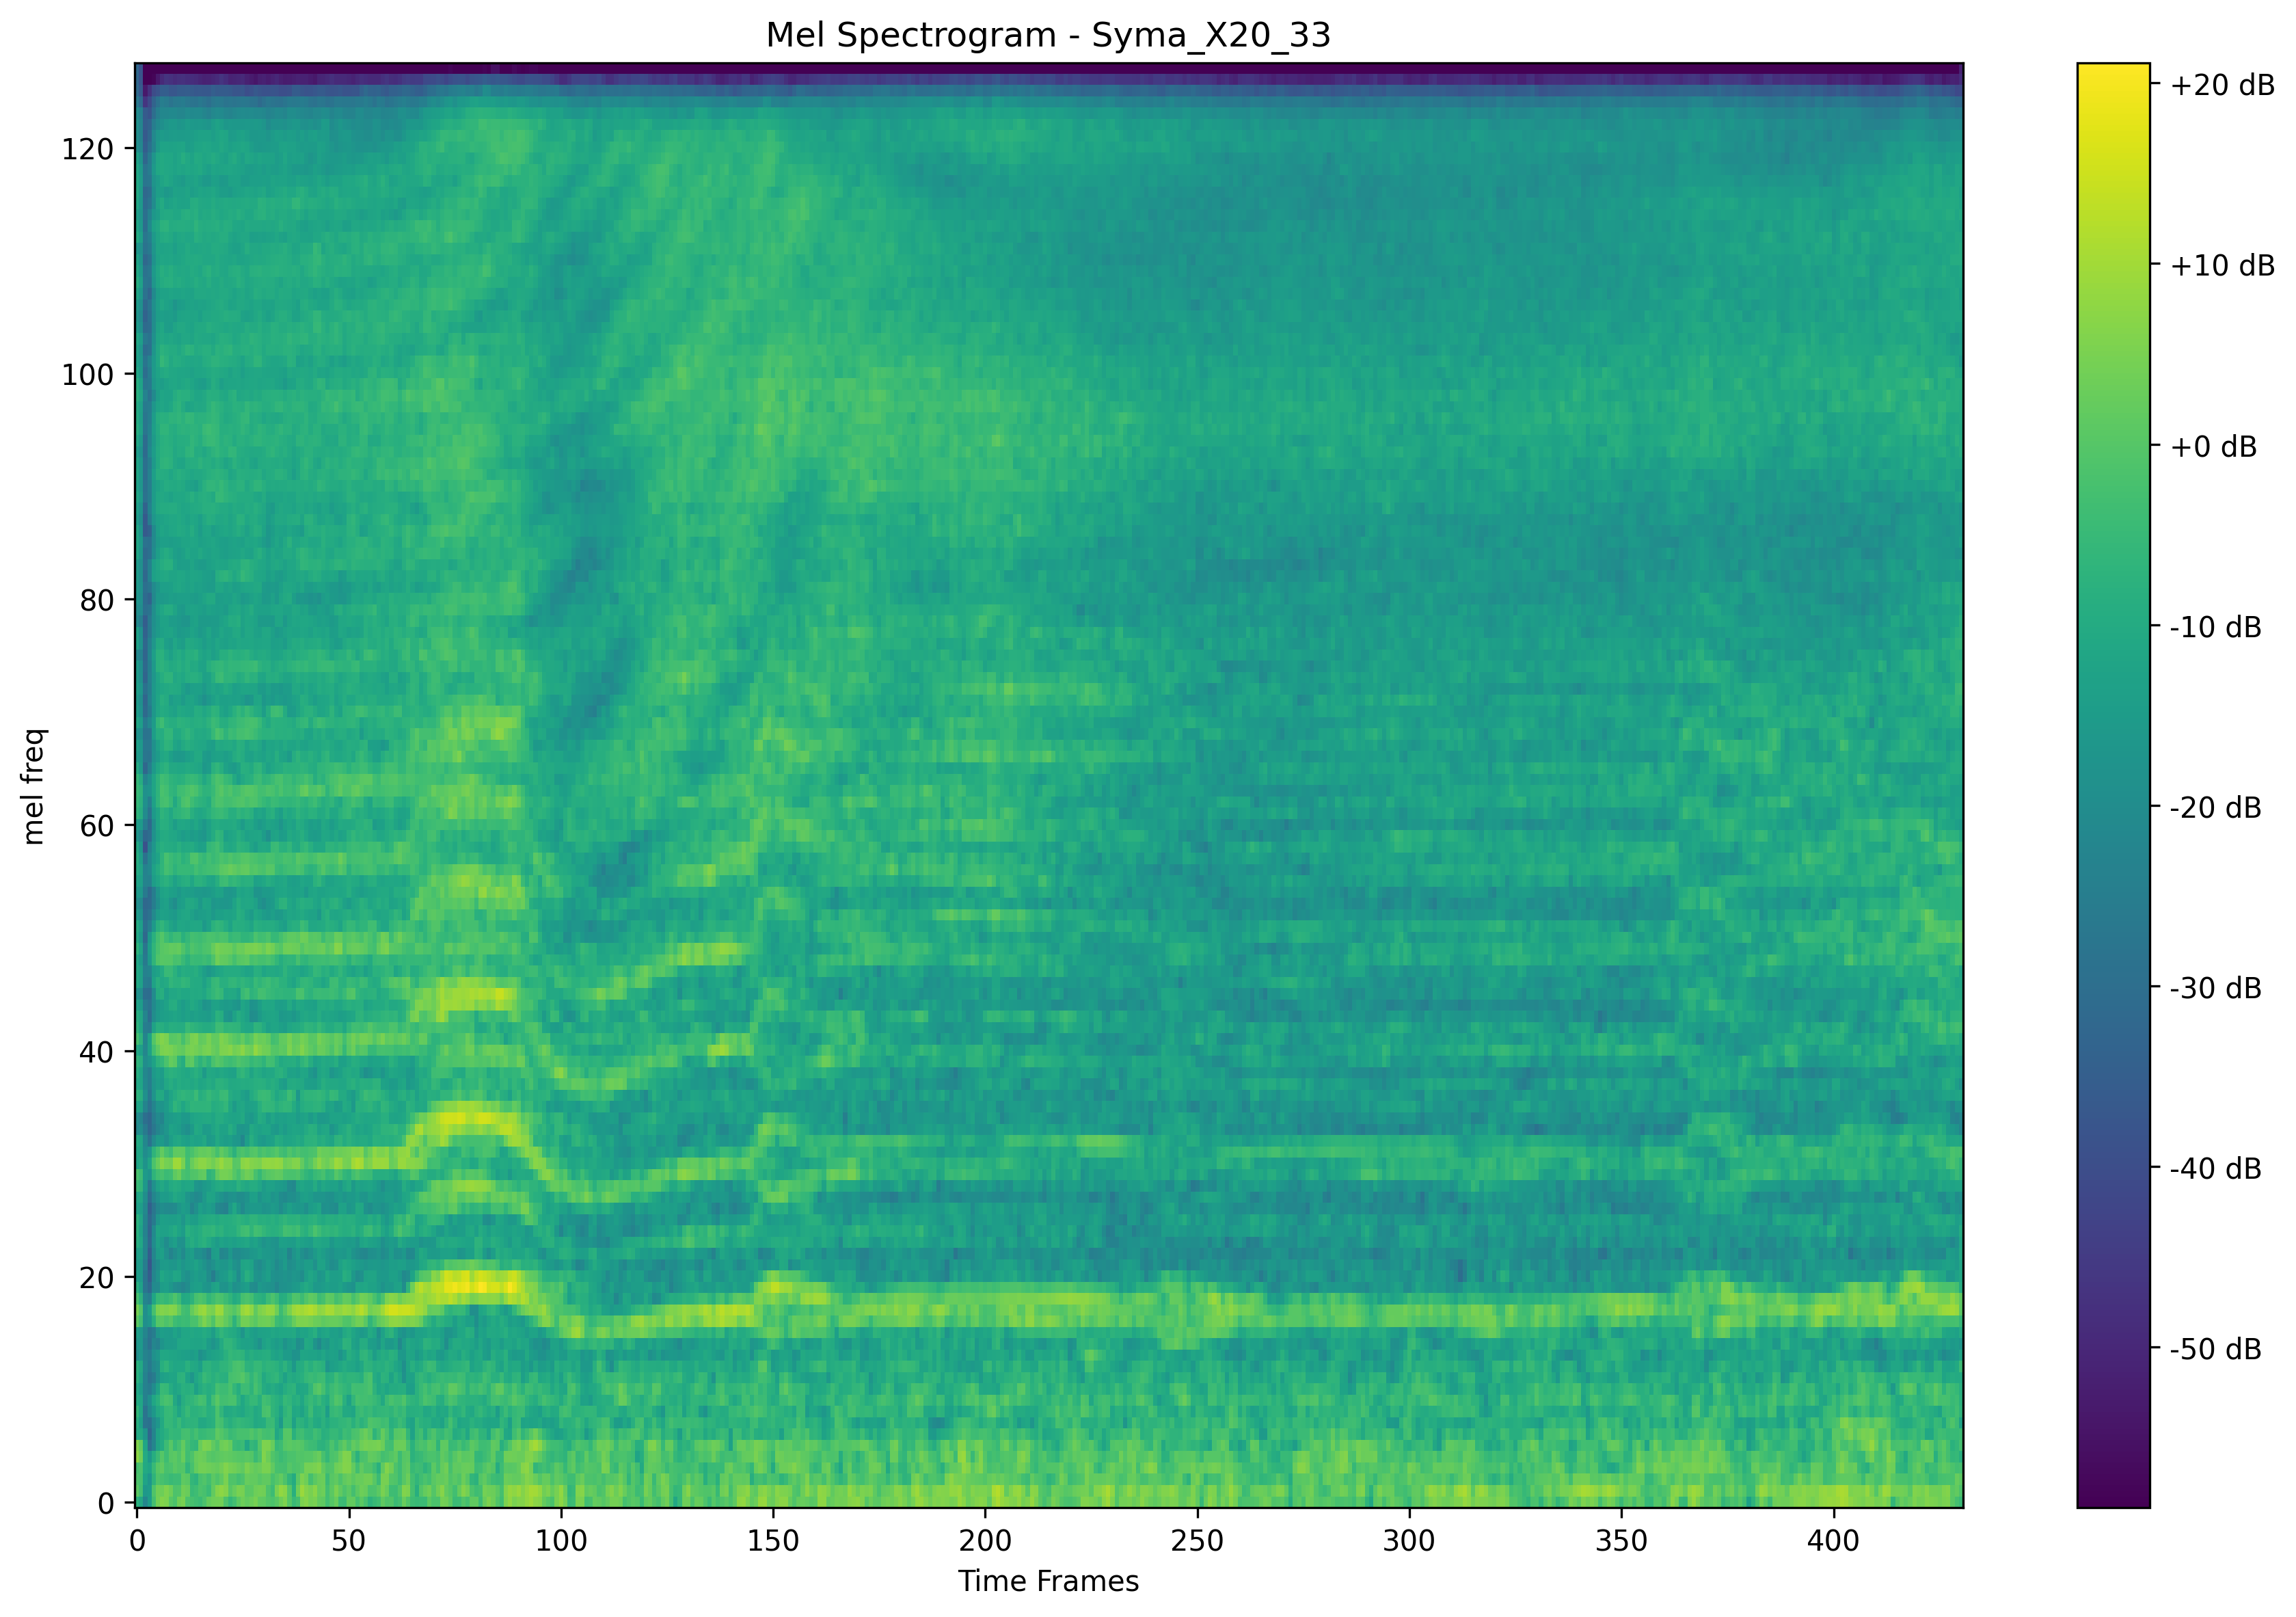 Mel Spectrogram - Syma_X20_33
mel freq
120
100
80
60
40
20
0
0 50 100 150 200 250 300 350 400
Time Frames
+20 dB
+10 dB
+0 dB
-10 dB
-20 dB
-30 dB
-40 dB
-50 dB